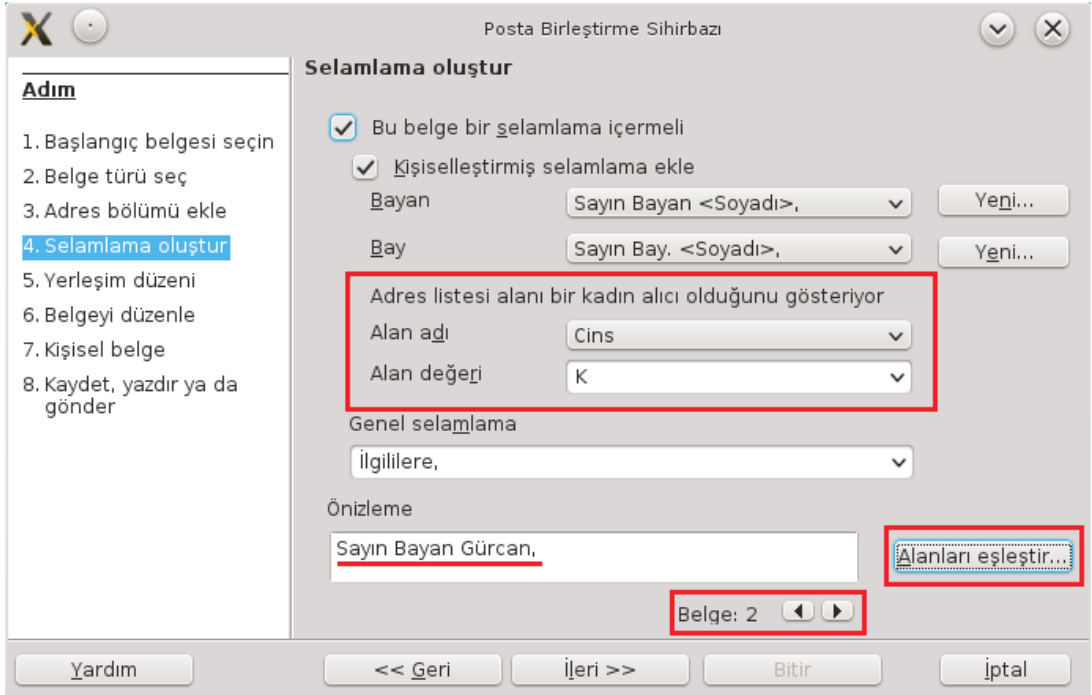 Posta Birleştirme Sihirbazı
Adım
1. Başlangıç belgesi seçin
2. Belge türü seç
3. Adres bölümü ekle
4. Selamlama oluştur
5. Yerleşim düzeni
6. Belgeyi düzenle
7. Kişisel belge
8. Kaydet, yazdır ya da
gönder
Selamlama oluştur
Bu belge bir selamlama içermeli
Kişiselleştirmiş selamlama ekle
Bayan Sayın Bayan <Soyadı>, Yeni...
Bay Sayın Bay. <Soyadı>, Yeni...
Adres listesi alanı bir kadın alıcı olduğunu gösteriyor
Alan adı Cins
Alan değeri K
Genel selamlama
İlgililere,
Önizleme
Sayın Bayan Gürcan,
Alanları eşleştir...
Belge: 2
Yardım << Geri İleri >> Bitir İptal